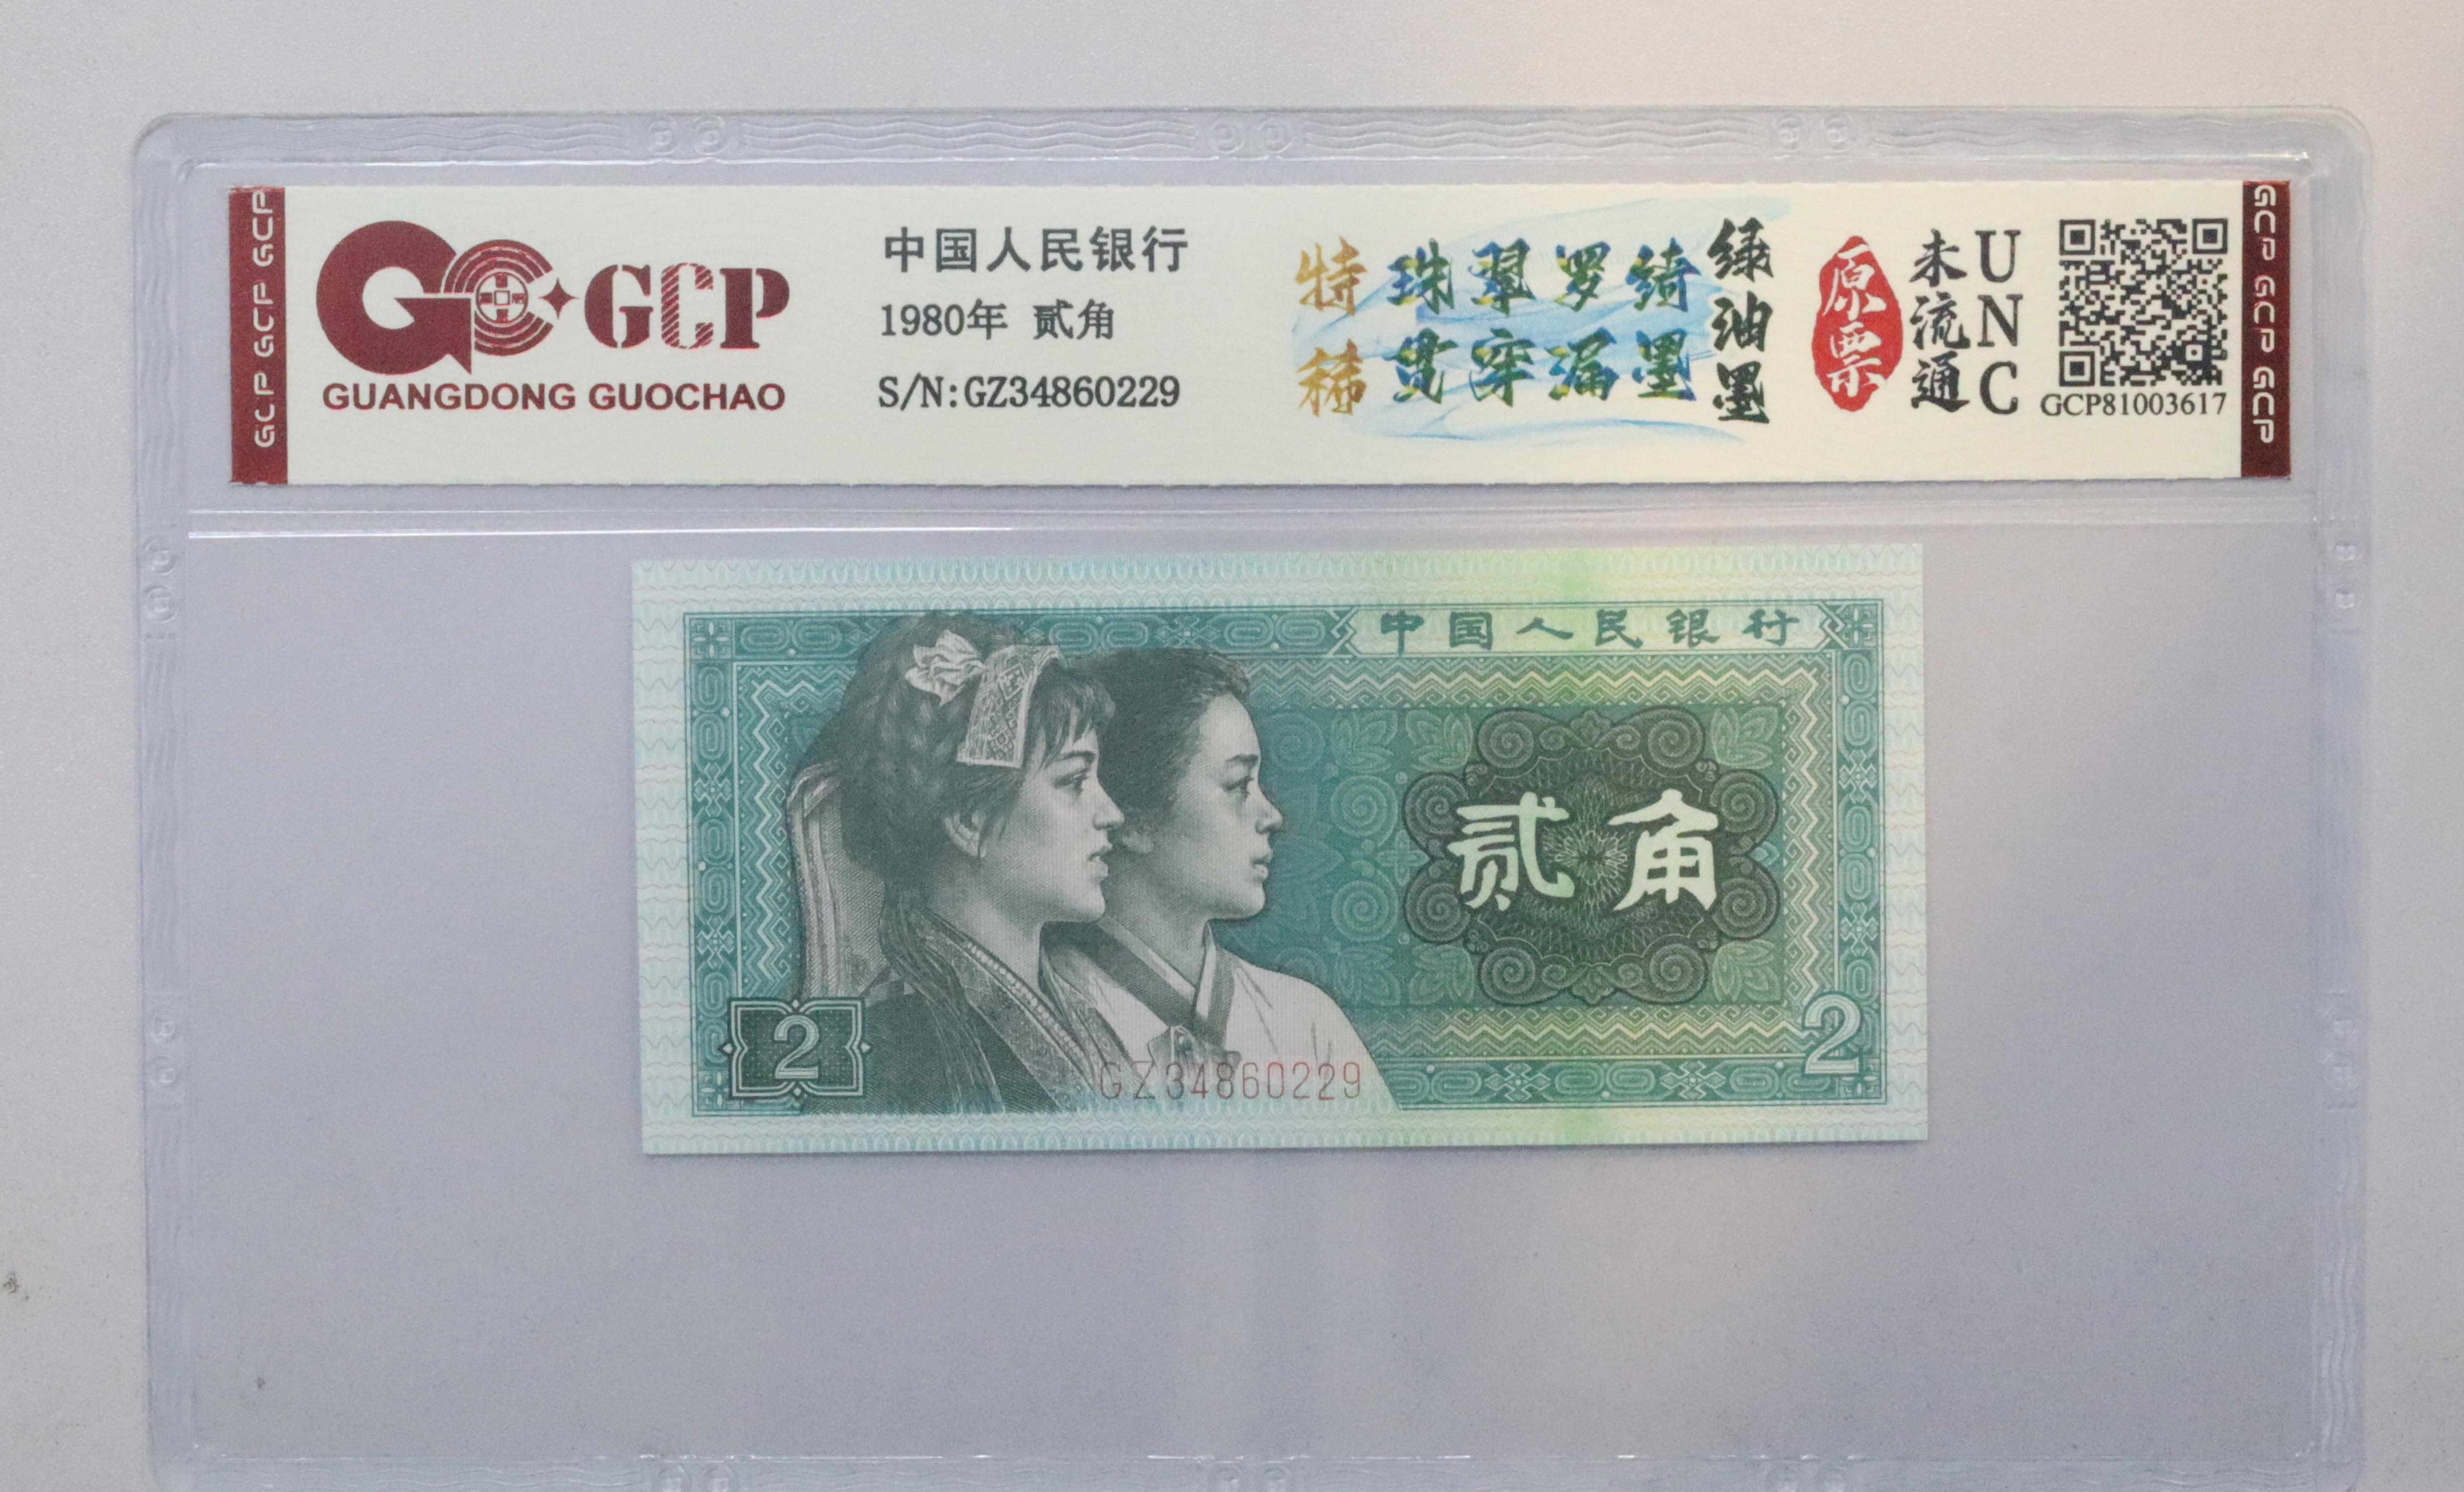 GCP GCP GCP
GCP
GUANGDONG GUOCHAO
中国人民银行
1980年 贰角
S/N:GZ34860229
特稀
珠翠罗绮
贯穿漏墨
绿油墨
原票
未流通
UNC
GCP81003617
GCP GCP GCP
中国人民银行
贰角
2
GZ34860229
2